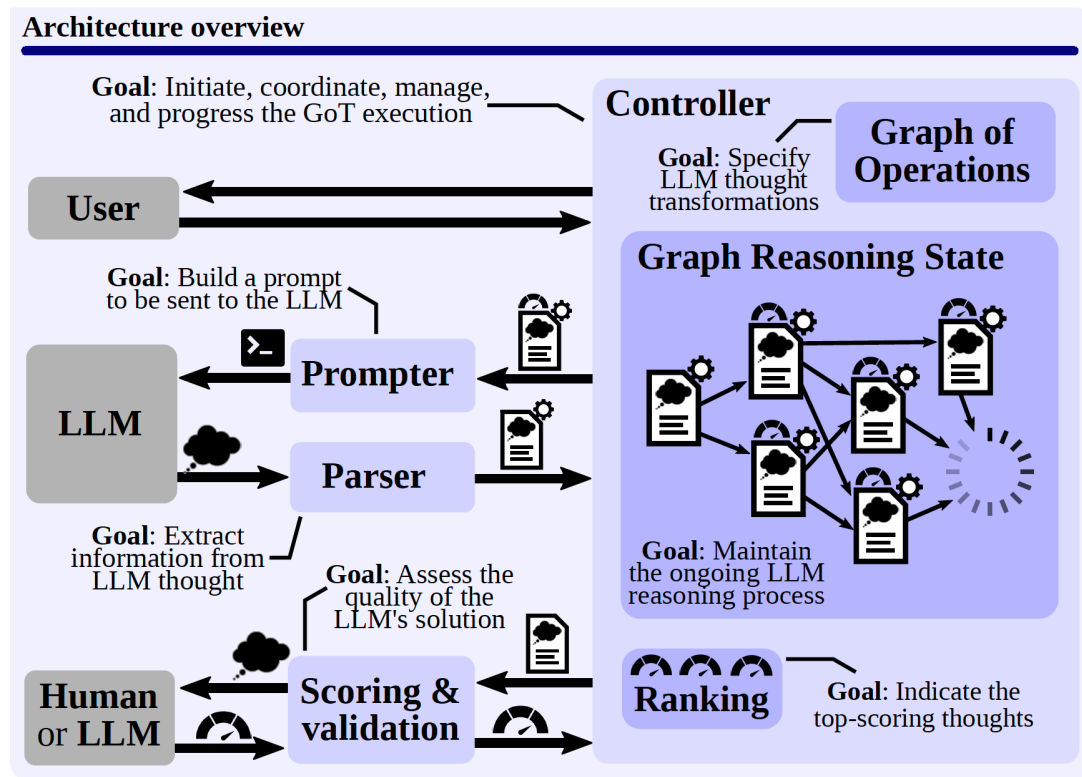 Architecture overview
Goal: Initiate, coordinate, manage,
and progress the GoT execution
Controller
Graph of
Operations
Goal: Specify
LLM thought
transformations
User
Graph Reasoning State
Goal: Build a prompt
to be sent to the LLM
Prompter
LLM
Parser
Goal: Extract
information from
LLM thought
Goal: Maintain
the ongoing LLM
reasoning process
Goal: Assess the
quality of the
LLM's solution
Human
or LLM
Scoring &
validation
Ranking
Goal: Indicate the
top-scoring thoughts